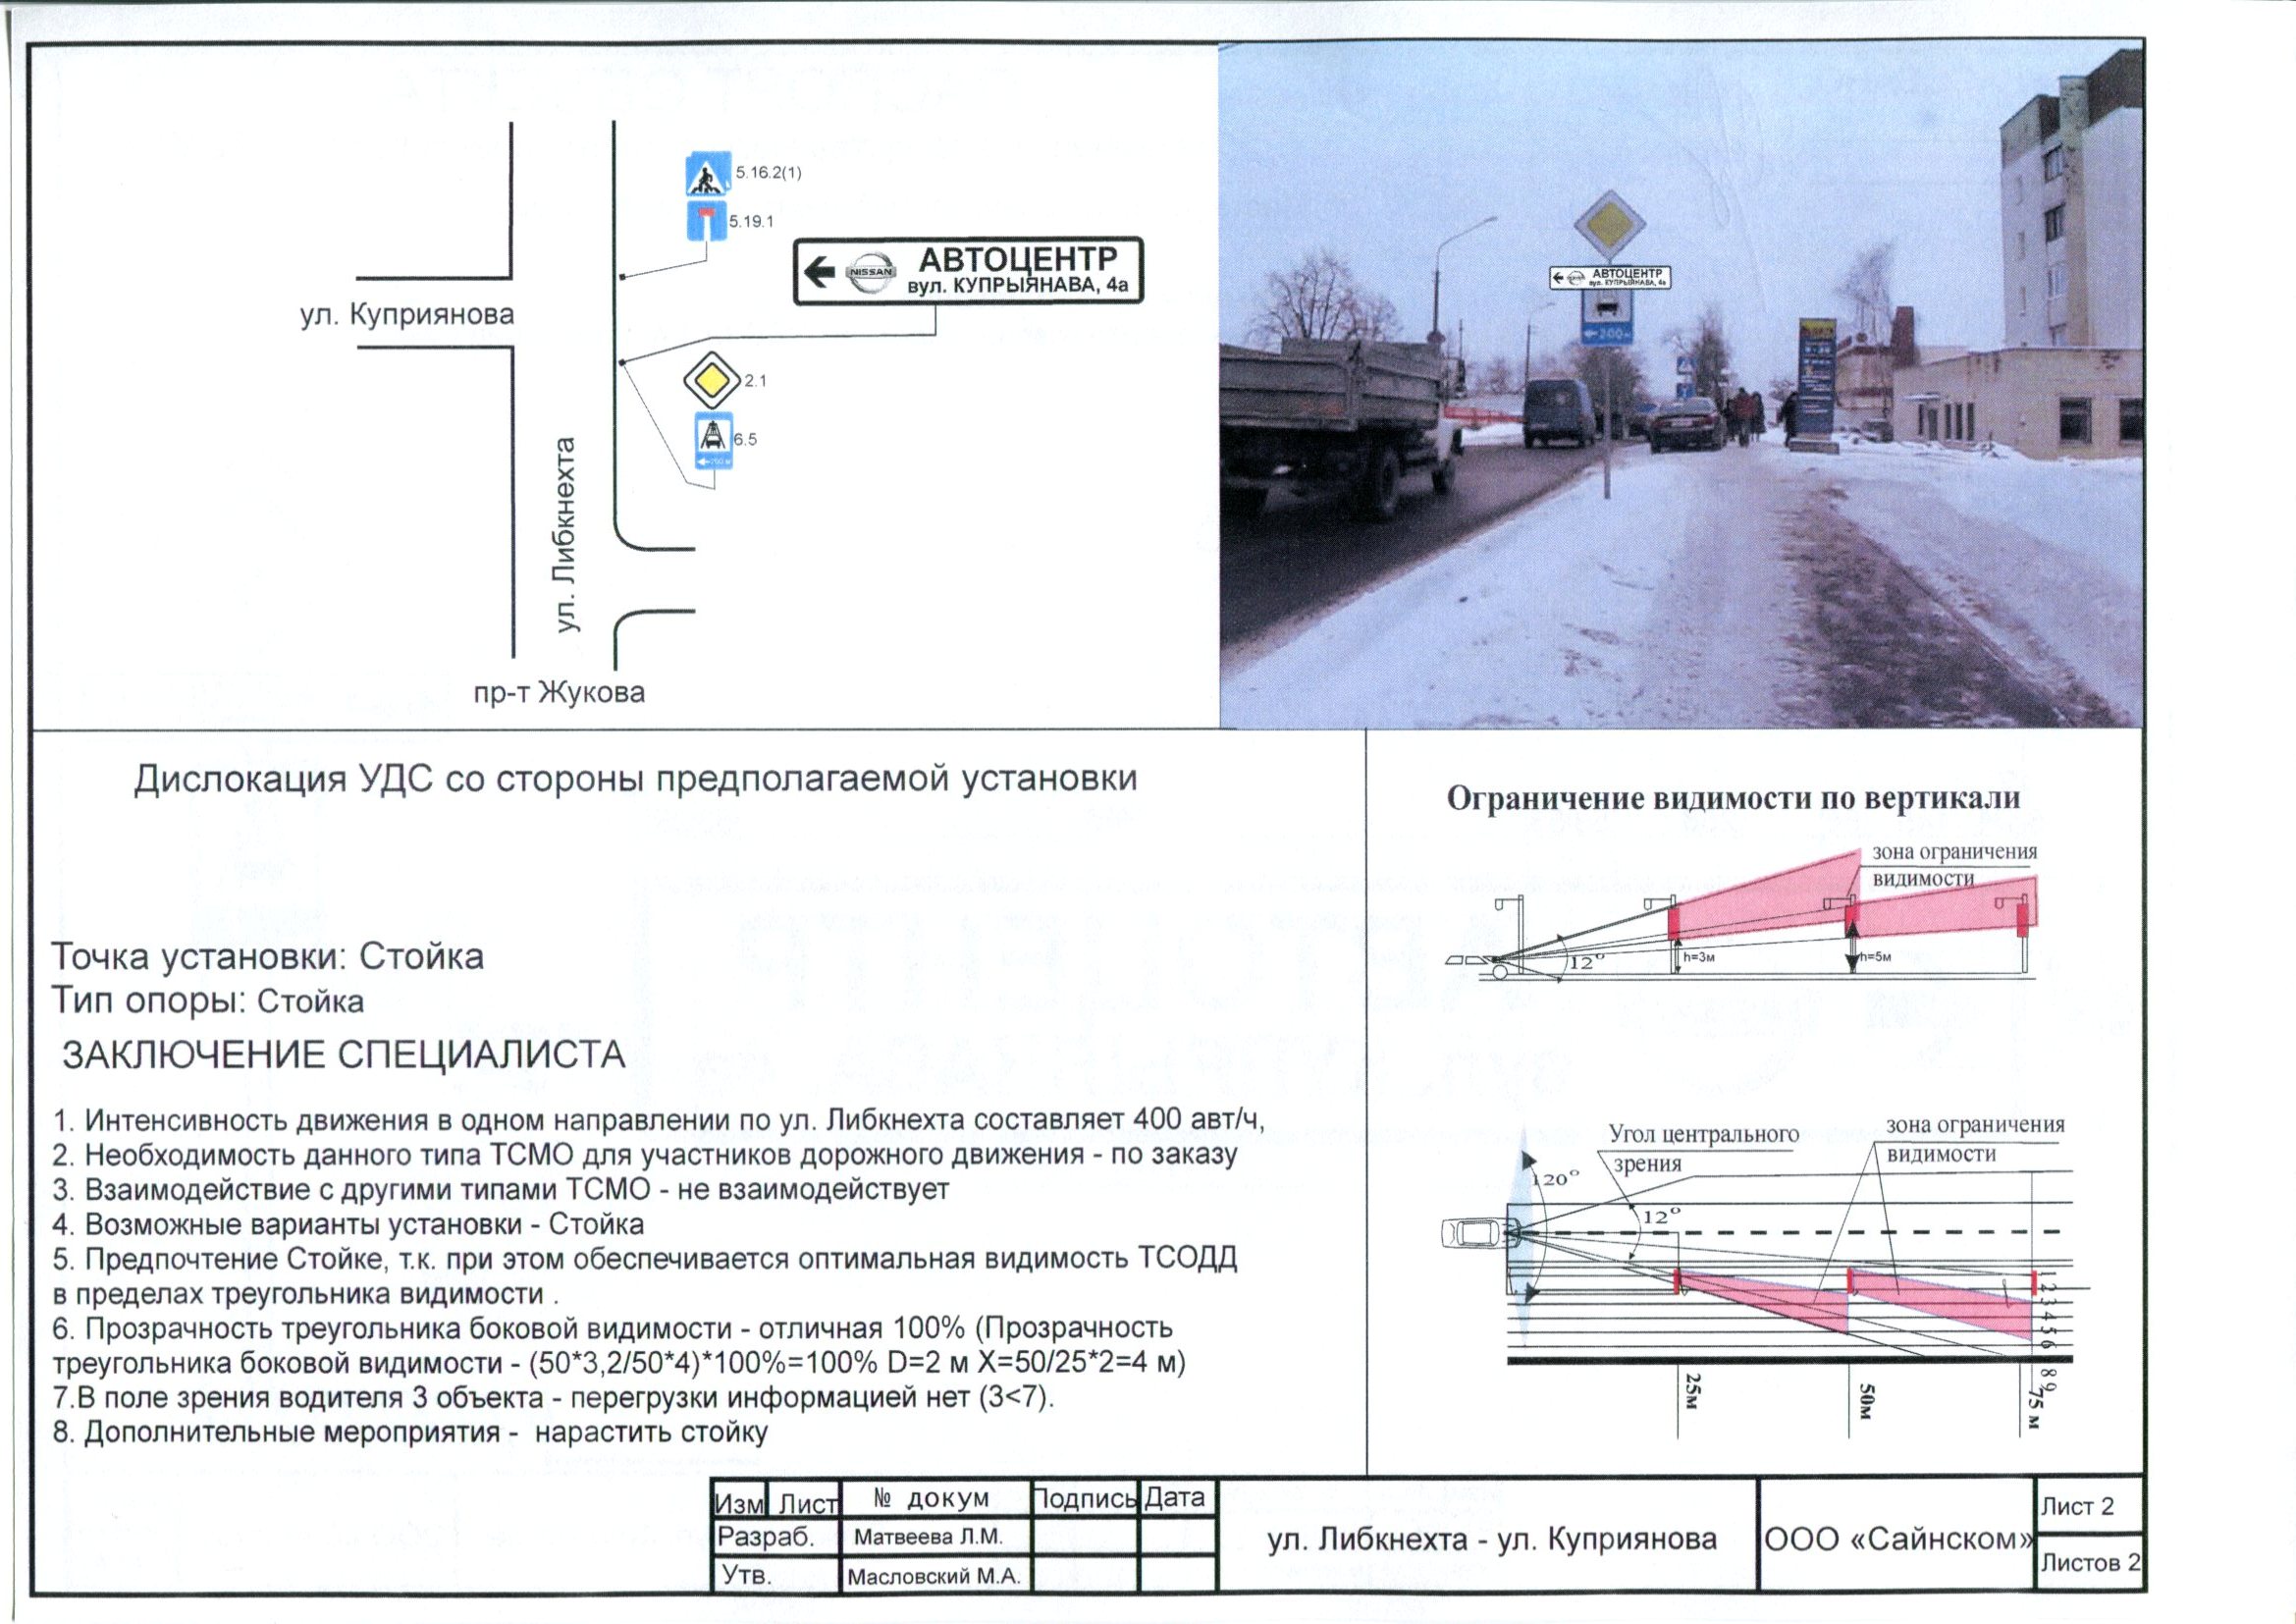 5.16.2(1)
5.19.1
NISSAN
АВТОЦЕНТР
вул. КУПРЫЯНАВА, 4а
ул. Куприянова
2.1
6.5
ул. Либкнехта
пр-т Жукова
АВТОЦЕНТР
вул. КУПРЫЯНАВА, 4а
200 м
Дислокация УДС со стороны предполагаемой установки
Точка установки: Стойка
Тип опоры: Стойка
ЗАКЛЮЧЕНИЕ СПЕЦИАЛИСТА
1. Интенсивность движения в одном направлении по ул. Либкнехта составляет 400 авт/ч,
2. Необходимость данного типа ТСМО для участников дорожного движения - по заказу
3. Взаимодействие с другими типами ТСМО - не взаимодействует
4. Возможные варианты установки - Стойка
5. Предпочтение Стойке, т.к. при этом обеспечивается оптимальная видимость ТСОДД
в пределах треугольника видимости .
6. Прозрачность треугольника боковой видимости - отличная 100% (Прозрачность
треугольника боковой видимости - (50*3,2/50*4)*100%=100% D=2 м X=50/25*2=4 м)
7.В поле зрения водителя 3 объекта - перегрузки информацией нет (3<7).
8. Дополнительные мероприятия - нарастить стойку
Ограничение видимости по вертикали
зона ограничения
видимости
12°
h=3м
h=5м
Угол центрального
зрения
зона ограничения
видимости
120°
12°
1 2 3 4 5 6 8 9
25м
50м
75 м
Изм Лист № докум Подпись Дата
Разраб. Матвеева Л.М.
Утв. Масловский М.А.
ул. Либкнехта - ул. Куприянова
ООО «Сайнском»
Лист 2
Листов 2